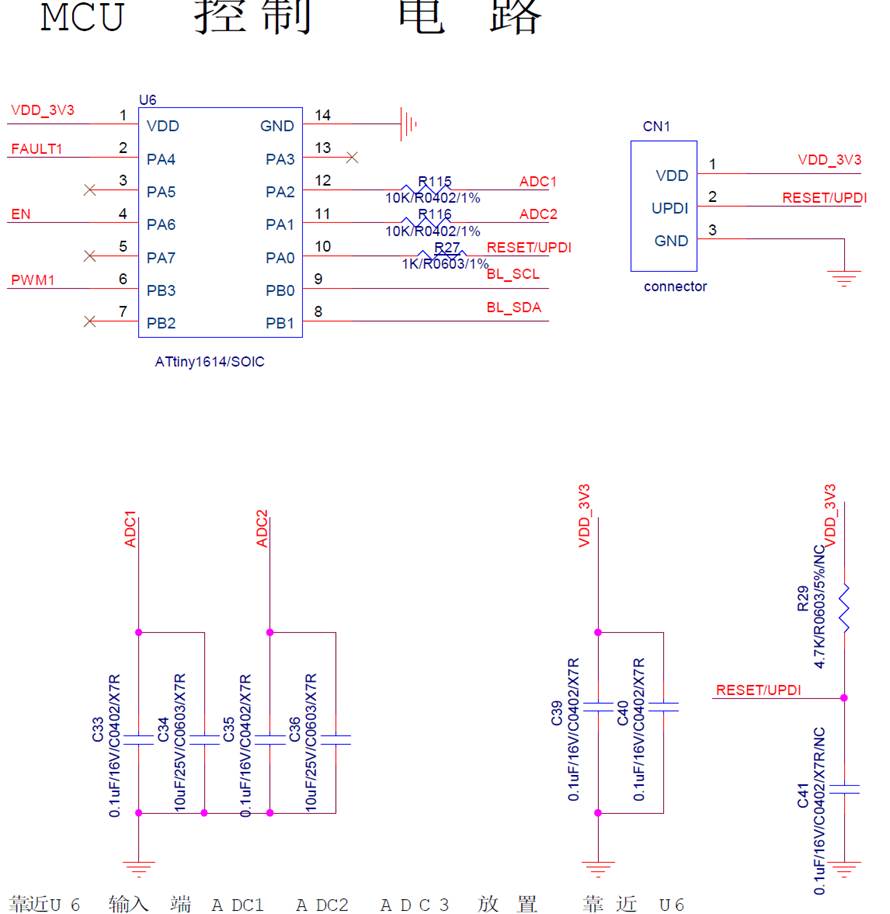 MCU 控制 电路
U6
VDD_3V3 1 VDD GND 14
FAULT1 2 PA4 PA3 13
3 PA5 PA2 12 R115 ADC1
10K/R0402/1%
EN 4 PA6 PA1 11 R116 ADC2
10K/R0402/1%
5 PA7 PA0 10 R27 RESET/UPDI
1K/R0603/1%
PWM1 6 PB3 PB0 9 BL_SCL
7 PB2 PB1 8 BL_SDA
ATtiny1614/SOIC
CN1
VDD 1 VDD_3V3
UPDI 2 RESET/UPDI
GND 3
connector
ADC1
ADC2
C33
0.1uF/16V/C0402/X7R
C34
10uF/25V/C0603/X7R
C35
0.1uF/16V/C0402/X7R
C36
10uF/25V/C0603/X7R
VDD_3V3
C39
0.1uF/16V/C0402/X7R
C40
0.1uF/16V/C0402/X7R
VDD_3V3
R29
4.7K/R0603/5%/NC
RESET/UPDI
C41
0.1uF/16V/C0402/X7R/NC
靠近U6 输入 端 ADC1 ADC2 ADC3 放 置 靠 近 U6